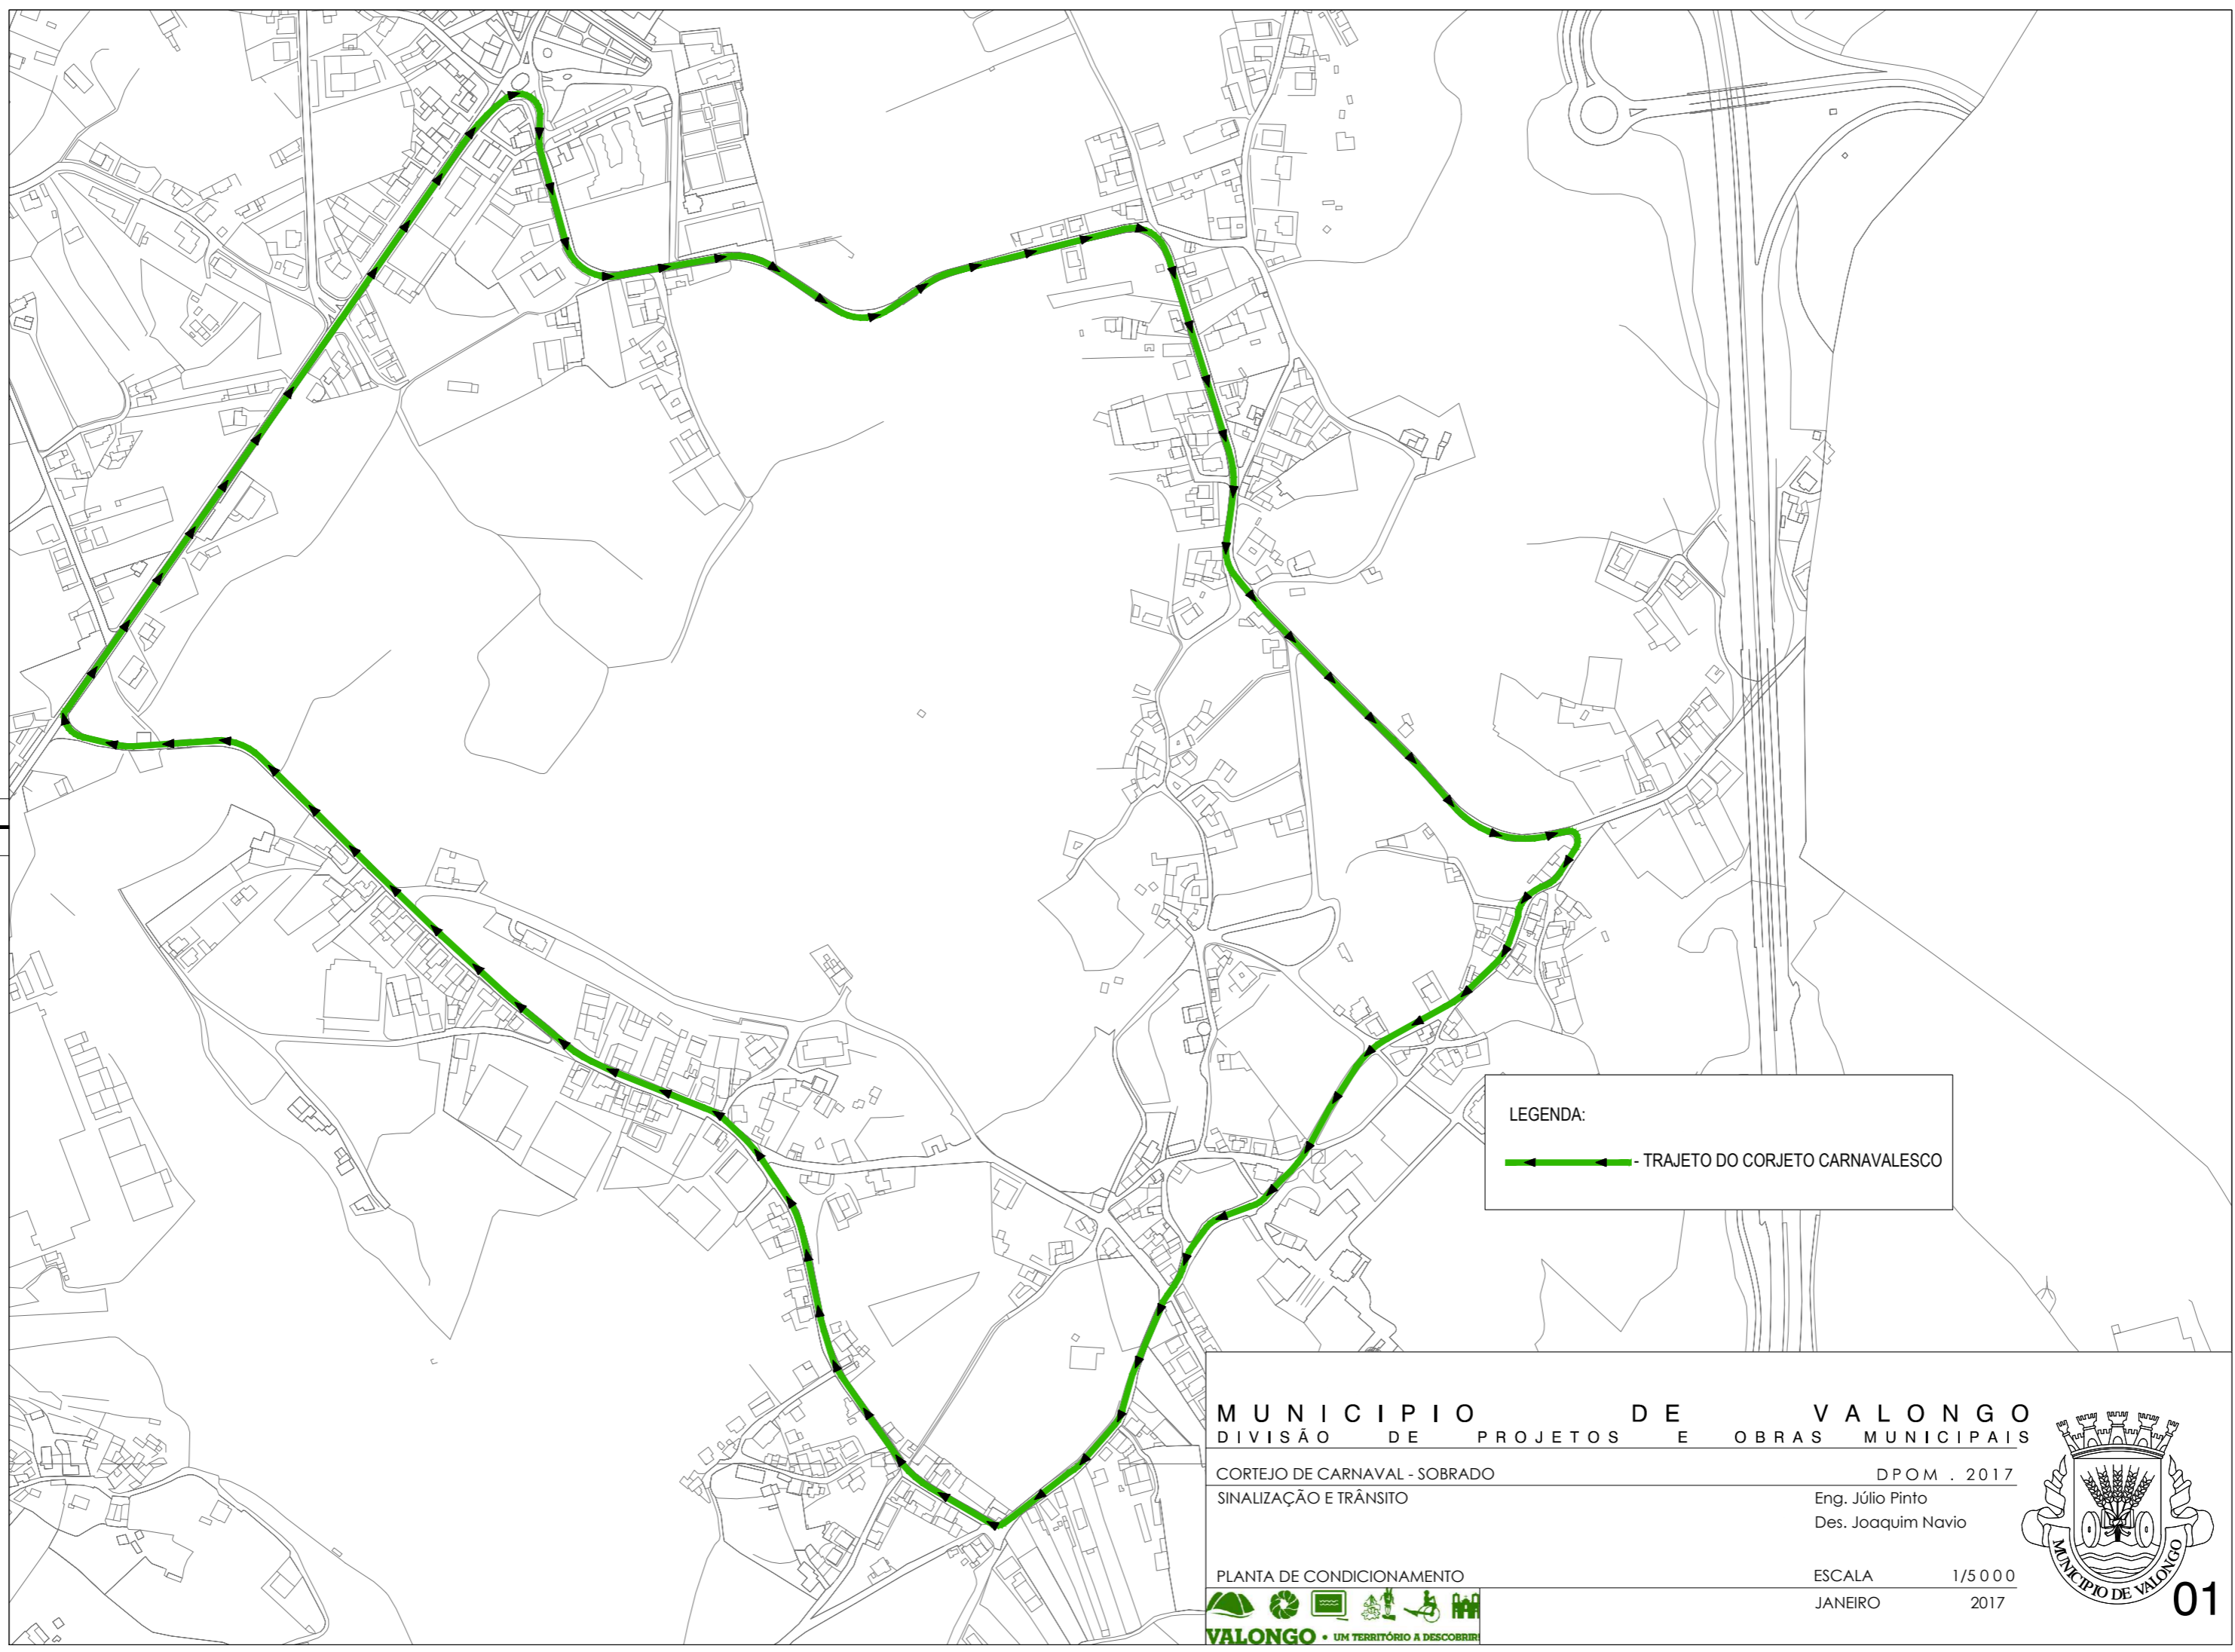 LEGENDA:
- TRAJETO DO CORJETO CARNAVALESCO
MUNICIPIO DE VALONGO
DIVISÃO DE PROJETOS E OBRAS MUNICIPAIS
CORTEJO DE CARNAVAL - SOBRADO
DPOM . 2017
SINALIZAÇÃO E TRÂNSITO
Eng. Júlio Pinto
Des. Joaquim Navio
PLANTA DE CONDICIONAMENTO
ESCALA 1/5000
JANEIRO 2017
MUNICIPIO DE VALONGO
01
VALONGO • UM TERRITÓRIO A DESCOBRIR!